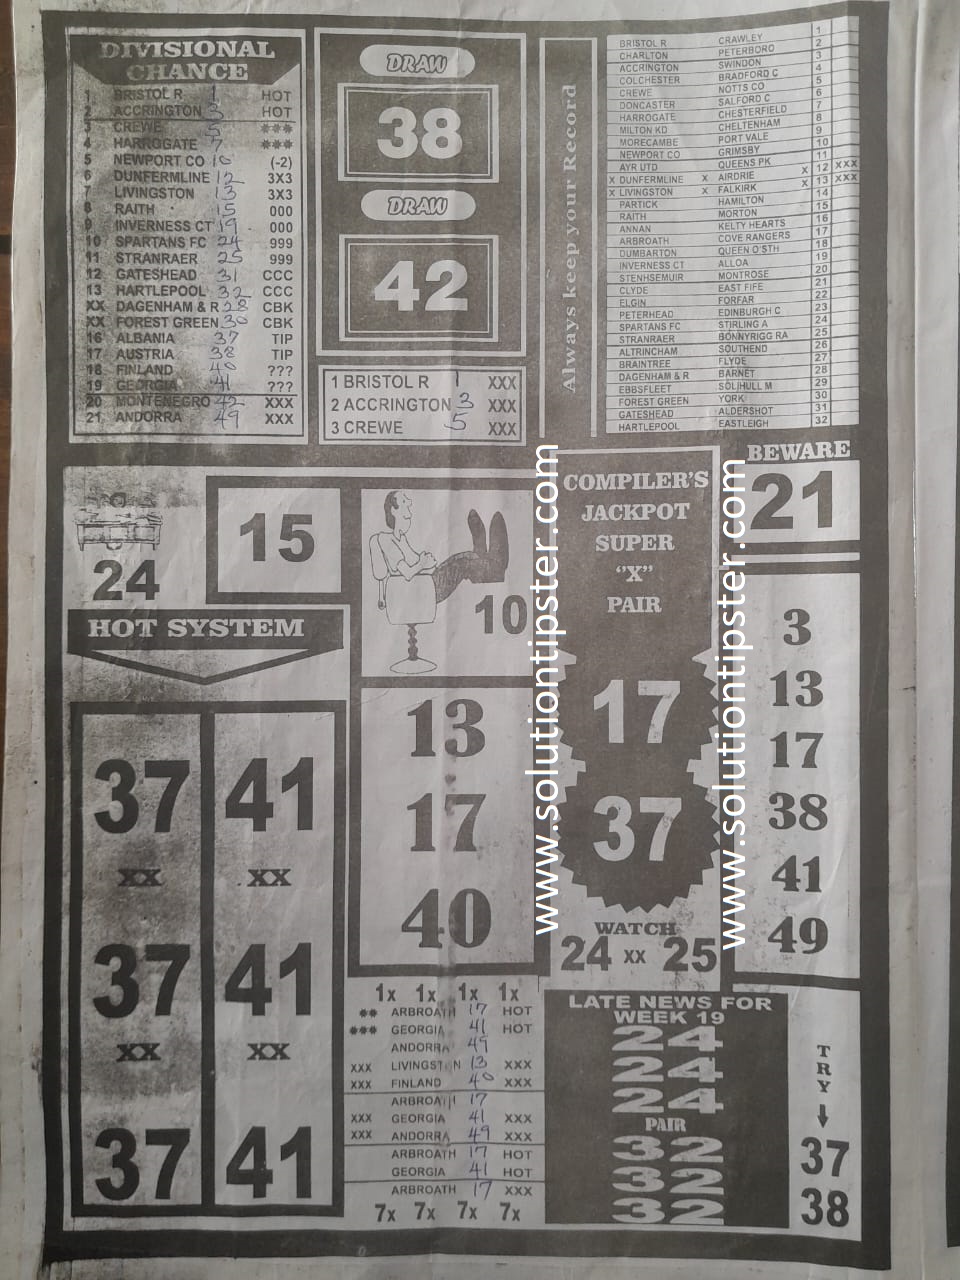 DIVISIONAL
CHANCE
1 BRISTOL R 1 HOT
2 ACCRINGTON 3 HOT
3 CREWE 5 ***
4 HARROGATE 7 ***
5 NEWPORT CO 10 (-2)
6 DUNFERMLINE 12 3X3
7 LIVINGSTON 13 3X3
8 RAITH 15 000
9 INVERNESS CT 19 000
10 SPARTANS FC 24 999
11 STRANRAER 25 999
12 GATESHEAD 31 CCC
13 HARTLEPOOL 32 CCC
XX DAGENHAM & R 28 CBK
XX FOREST GREEN 30 CBK
16 ALBANIA 37 TIP
17 AUSTRIA 38 TIP
18 FINLAND 40 ???
19 GEORGIA 41 ???
20 MONTENEGRO 42 XXX
21 ANDORRA 49 XXX
DRAW
38
DRAW
42
1 BRISTOL R 1 XXX
2 ACCRINGTON 3 XXX
3 CREWE 5 XXX
Always keep your Record
BRISTOL R CRAWLEY 1
CHARLTON PETERBORO 2
ACCRINGTON SWINDON 3
COLCHESTER BRADFORD C 4
CREWE NOTTS CO 5
DONCASTER SALFORD C 6
HARROGATE CHESTERFIELD 7
MILTON KD CHELTENHAM 8
MORECAMBE PORT VALE 9
NEWPORT CO GRIMSBY 10
AYR UTD QUEENS PK 11
X DUNFERMLINE X AIRDRIE X 12 XXX
X LIVINGSTON X FALKIRK X 13 XXX
PARTICK HAMILTON 14
RAITH MORTON 15
ANNAN KELTY HEARTS 16
ARBROATH COVE RANGERS 17
DUMBARTON QUEEN O'STH 18
INVERNESS CT ALLOA 19
STENHSEMUIR MONTROSE 20
CLYDE EAST FIFE 21
ELGIN FORFAR 22
PETERHEAD EDINBURGH C 23
SPARTANS FC STIRLING A 24
STRANRAER BONNYRIGG RA 25
ALTRINCHAM SOUTHEND 26
BRAINTREE FLYDE 27
DAGENHAM & R BARNET 28
EBBSFLEET SOLIHULL M 29
FOREST GREEN YORK 30
GATESHEAD ALDERSHOT 31
HARTLEPOOL EASTLEIGH 32
BEWARE
21
24
15
10
HOT SYSTEM
37 41
XX XX
37 41
XX XX
37 41
13
17
40
COMPILER'S
JACKPOT
SUPER
"X"
PAIR
17
37
WATCH
24 XX 25
3
13
17
38
41
49
1x 1x 1x 1x
** ARBROATH 17 HOT
*** GEORGIA 41 HOT
ANDORRA 49
XXX LIVINGSTON 13 XXX
XXX FINLAND 40 XXX
ARBROATH 17
XXX GEORGIA 41 XXX
XXX ANDORRA 49 XXX
ARBROATH 17 HOT
GEORGIA 41 HOT
ARBROATH 17 XXX
7x 7x 7x 7x
LATE NEWS FOR
WEEK 19
24
24
24
PAIR
32
32
32
TRY
37
38
www.solutiontipster.com
www.solutiontipster.com